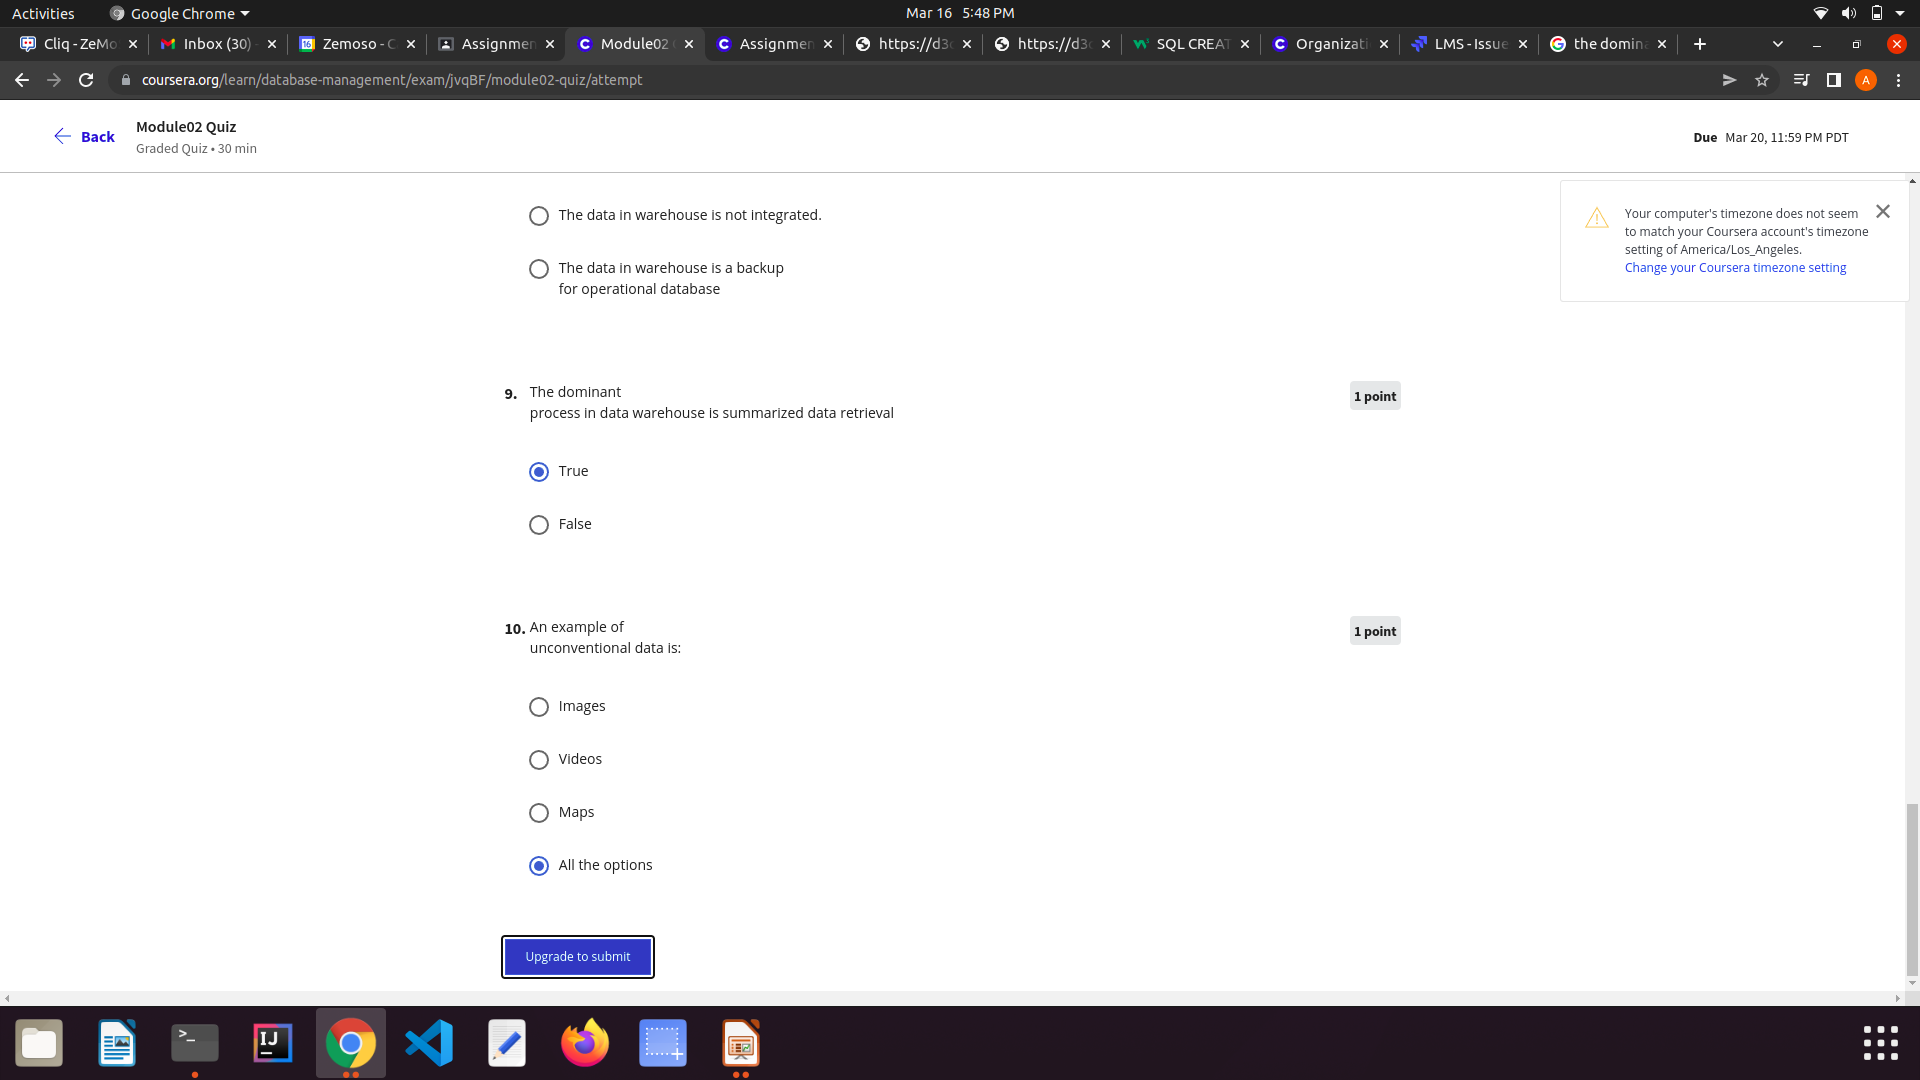 Activities
Google Chrome
Mar 16 5:48 PM
Cliq - ZeMo
Inbox (30) -
Zemoso - C
Assignmen
Module02
Assignmen
https://d3
https://d3
SQL CREAT
Organizati
LMS - Issue
the domin
coursera.org/learn/database-management/exam/jvqBF/module02-quiz/attempt
A
Back
Module02 Quiz
Graded Quiz • 30 min
Due Mar 20, 11:59 PM PDT
Your computer's timezone does not seem
to match your Coursera account's timezone
setting of America/Los_Angeles.
Change your Coursera timezone setting
The data in warehouse is not integrated.
The data in warehouse is a backup
for operational database
9. The dominant
process in data warehouse is summarized data retrieval
1 point
True
False
10. An example of
unconventional data is:
1 point
Images
Videos
Maps
All the options
Upgrade to submit